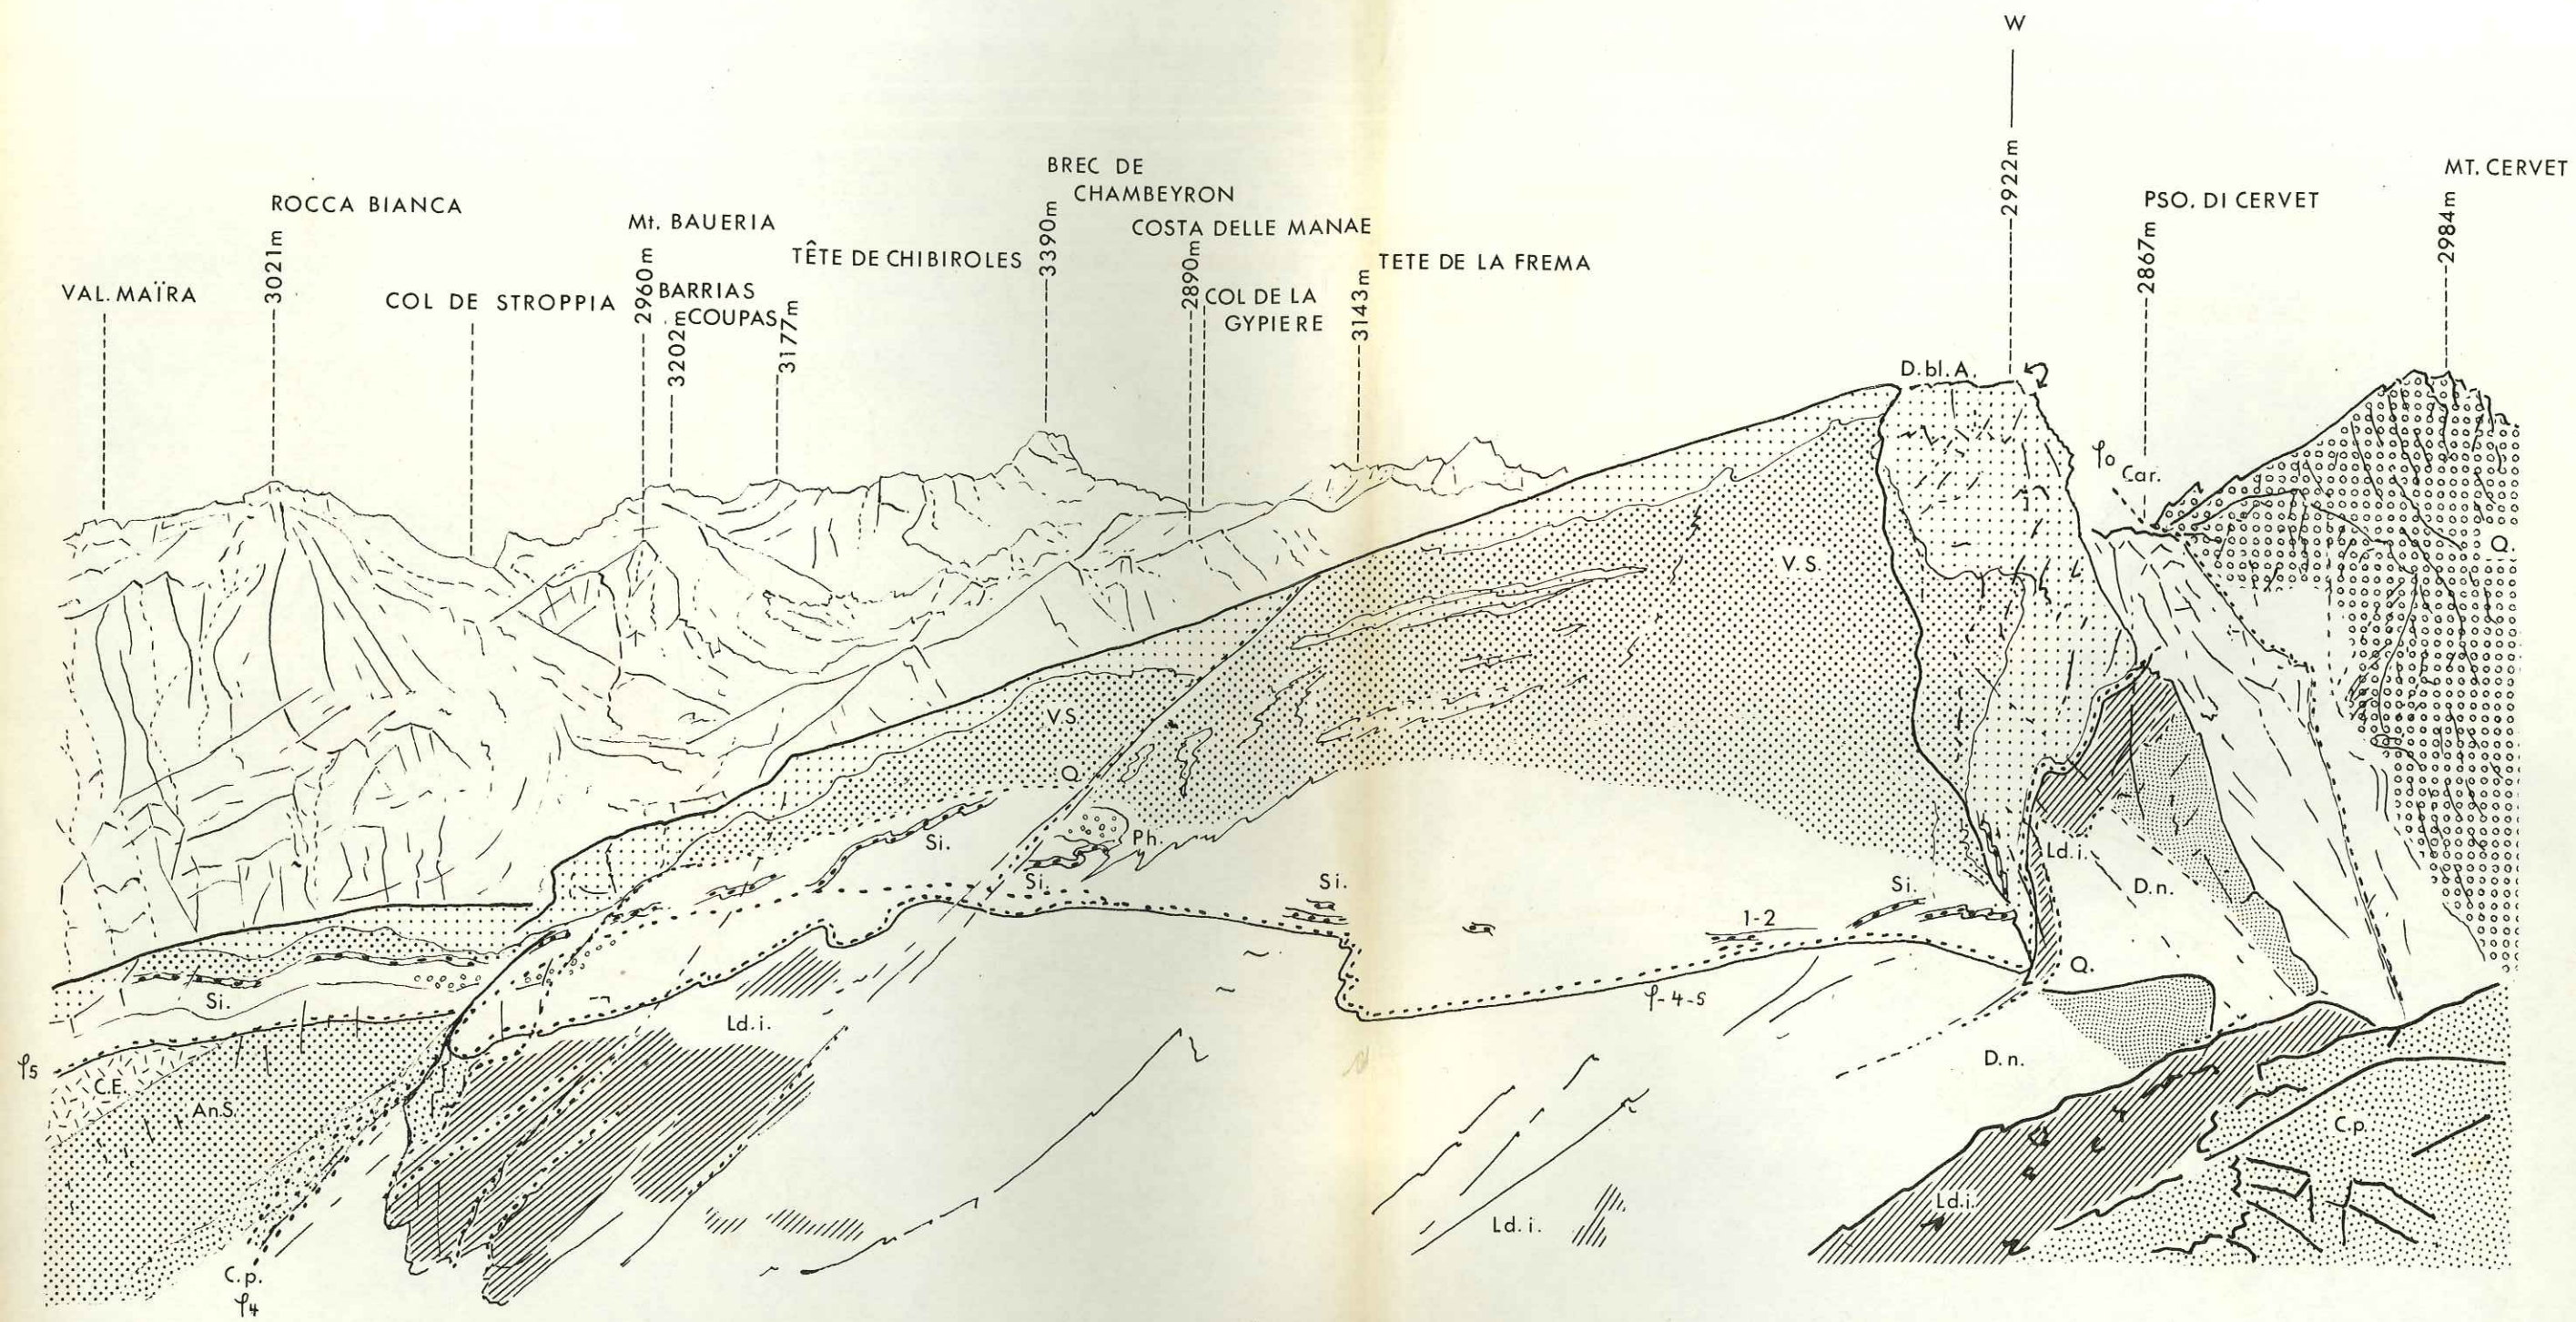 W
BREC DE
CHAMBEYRON
MT. CERVET
ROCCA BIANCA
PSO. DI CERVET
Mt. BAUERIA
COSTA DELLE MANAE
TÊTE DE CHIBIROLES
TETE DE LA FREMA
VAL. MAÏRA
COL DE STROPPIA
BARRIAS
COUPAS
COL DE LA
GYPIERE
3021m
2960m
3202m
3177m
3390m
2890m
3143m
2922m
2867m
2984m
D.bl.A.
φ0
Car.
Q.
V.S.
V.S.
Q.
Si.
Ph.
Si.
Si.
Si.
1-2
Ld.i.
D.n.
Q.
Si.
φ-4-S
Ld.i.
D.n.
φ5
C.E.
An.S.
C.p.
Ld.i.
Ld.i.
C.p.
φ4